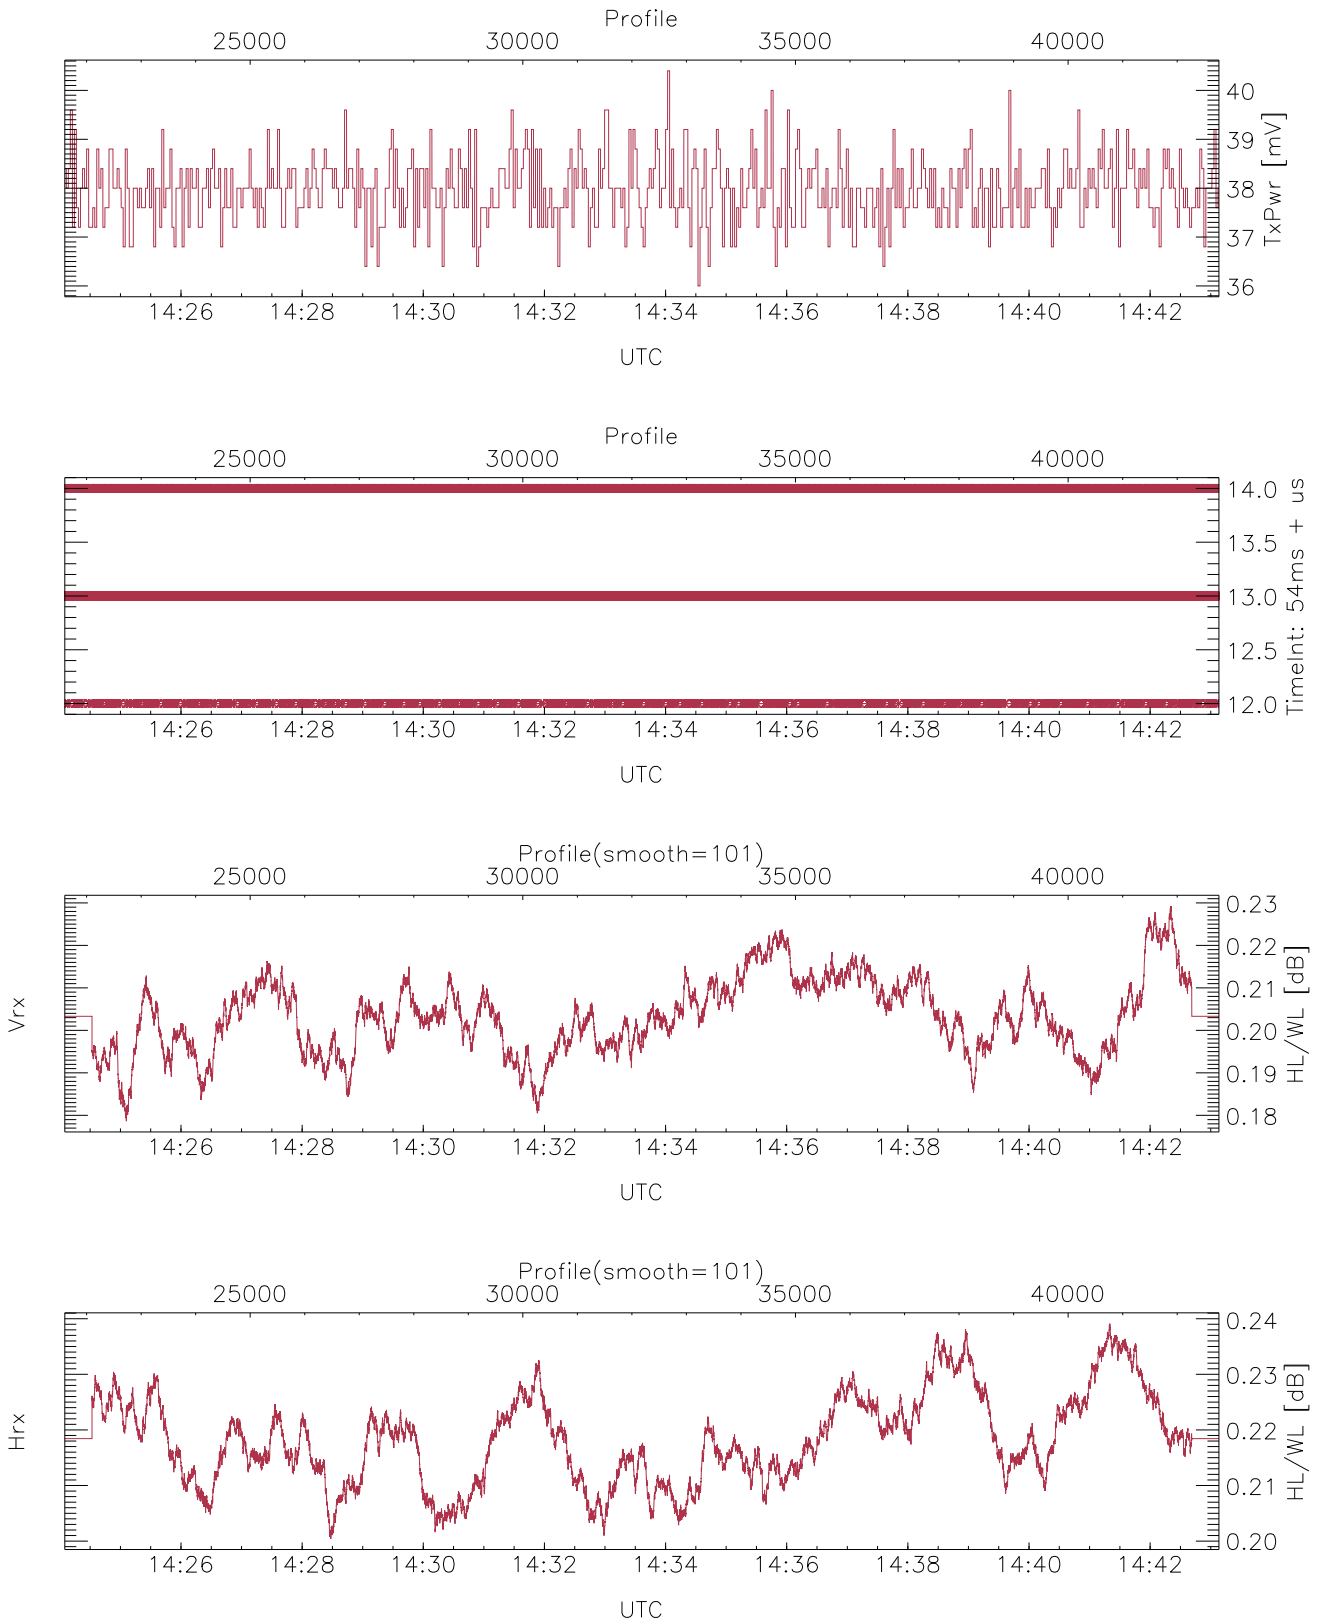 Profile
25000 30000 35000 40000
40
39
38
37
36
TxPwr [mV]
14:26 14:28 14:30 14:32 14:34 14:36 14:38 14:40 14:42
UTC
Profile
25000 30000 35000 40000
14.0
13.5
13.0
12.5
12.0
TimeInt: 54ms + us
14:26 14:28 14:30 14:32 14:34 14:36 14:38 14:40 14:42
UTC
Profile(smooth=101)
25000 30000 35000 40000
Vrx
0.23
0.22
0.21
0.20
0.19
0.18
HL/WL [dB]
14:26 14:28 14:30 14:32 14:34 14:36 14:38 14:40 14:42
UTC
Profile(smooth=101)
25000 30000 35000 40000
Hrx
0.24
0.23
0.22
0.21
0.20
HL/WL [dB]
14:26 14:28 14:30 14:32 14:34 14:36 14:38 14:40 14:42
UTC